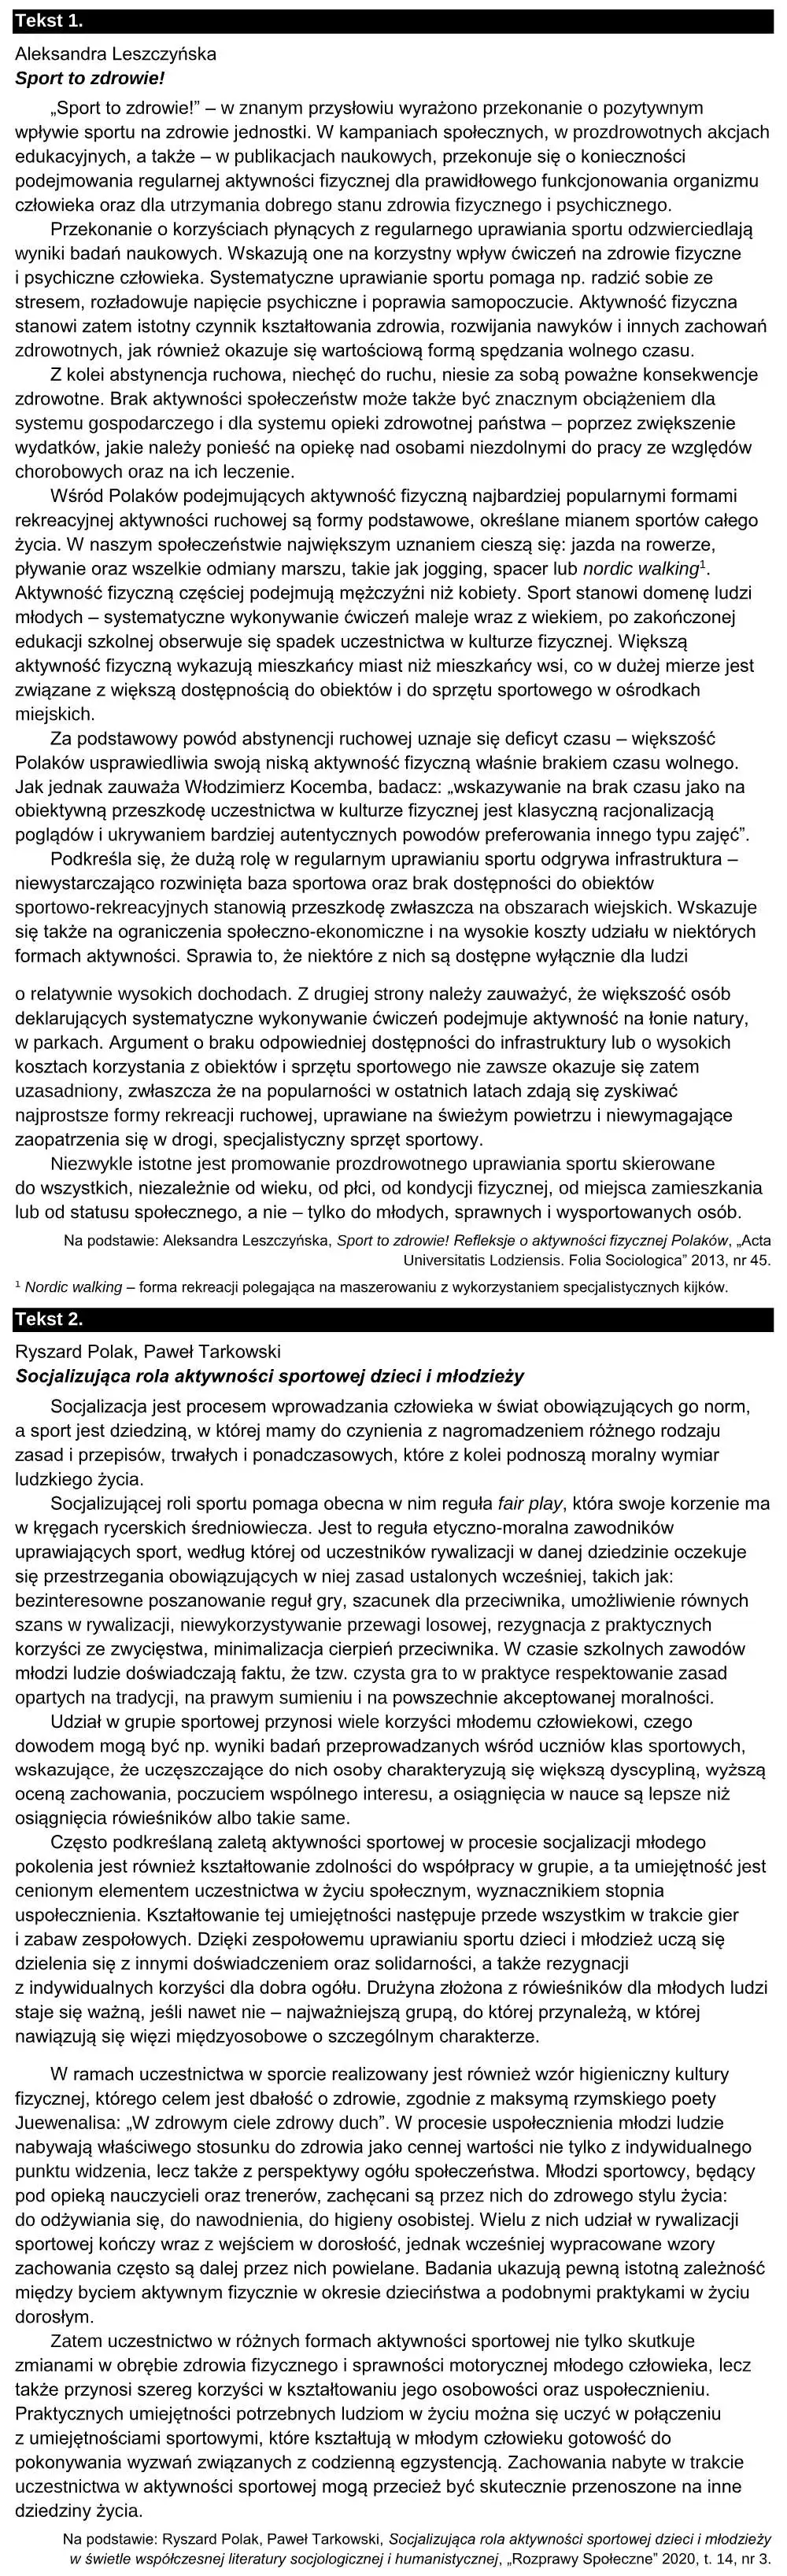 Tekst 1.
Aleksandra Leszczyńska
Sport to zdrowie!
„Sport to zdrowie!” – w znanym przysłowiu wyrażono przekonanie o pozytywnym
wpływie sportu na zdrowie jednostki. W kampaniach społecznych, w prozdrowotnych akcjach
edukacyjnych, a także – w publikacjach naukowych, przekonuje się o konieczności
podejmowania regularnej aktywności fizycznej dla prawidłowego funkcjonowania organizmu
człowieka oraz dla utrzymania dobrego stanu zdrowia fizycznego i psychicznego.
Przekonanie o korzyściach płynących z regularnego uprawiania sportu odzwierciedlają
wyniki badań naukowych. Wskazują one na korzystny wpływ ćwiczeń na zdrowie fizyczne
i psychiczne człowieka. Systematyczne uprawianie sportu pomaga np. radzić sobie ze
stresem, rozładowuje napięcie psychiczne i poprawia samopoczucie. Aktywność fizyczna
stanowi zatem istotny czynnik kształtowania zdrowia, rozwijania nawyków i innych zachowań
zdrowotnych, jak również okazuje się wartościową formą spędzania wolnego czasu.
Z kolei abstynencja ruchowa, niechęć do ruchu, niesie za sobą poważne konsekwencje
zdrowotne. Brak aktywności społeczeństw może także być znacznym obciążeniem dla
systemu gospodarczego i dla systemu opieki zdrowotnej państwa – poprzez zwiększenie
wydatków, jakie należy ponieść na opiekę nad osobami niezdolnymi do pracy ze względów
chorobowych oraz na ich leczenie.
Wśród Polaków podejmujących aktywność fizyczną najbardziej popularnymi formami
rekreacyjnej aktywności ruchowej są formy podstawowe, określane mianem sportów całego
życia. W naszym społeczeństwie największym uznaniem cieszą się: jazda na rowerze,
pływanie oraz wszelkie odmiany marszu, takie jak jogging, spacer lub nordic walking¹.
Aktywność fizyczną częściej podejmują mężczyźni niż kobiety. Sport stanowi domenę ludzi
młodych – systematyczne wykonywanie ćwiczeń maleje wraz z wiekiem, po zakończonej
edukacji szkolnej obserwuje się spadek uczestnictwa w kulturze fizycznej. Większą
aktywność fizyczną wykazują mieszkańcy miast niż mieszkańcy wsi, co w dużej mierze jest
związane z większą dostępnością do obiektów i do sprzętu sportowego w ośrodkach
miejskich.
Za podstawowy powód abstynencji ruchowej uznaje się deficyt czasu – większość
Polaków usprawiedliwia swoją niską aktywność fizyczną właśnie brakiem czasu wolnego.
Jak jednak zauważa Włodzimierz Kocemba, badacz: „wskazywanie na brak czasu jako na
obiektywną przeszkodę uczestnictwa w kulturze fizycznej jest klasyczną racjonalizacją
poglądów i ukrywaniem bardziej autentycznych powodów preferowania innego typu zajęć”.
Podkreśla się, że dużą rolę w regularnym uprawianiu sportu odgrywa infrastruktura –
niewystarczająco rozwinięta baza sportowa oraz brak dostępności do obiektów
sportowo-rekreacyjnych stanowią przeszkodę zwłaszcza na obszarach wiejskich. Wskazuje
się także na ograniczenia społeczno-ekonomiczne i na wysokie koszty udziału w niektórych
formach aktywności. Sprawia to, że niektóre z nich są dostępne wyłącznie dla ludzi
o relatywnie wysokich dochodach. Z drugiej strony należy zauważyć, że większość osób
deklarujących systematyczne wykonywanie ćwiczeń podejmuje aktywność na łonie natury,
w parkach. Argument o braku odpowiedniej dostępności do infrastruktury lub o wysokich
kosztach korzystania z obiektów i sprzętu sportowego nie zawsze okazuje się zatem
uzasadniony, zwłaszcza że na popularności w ostatnich latach zdają się zyskiwać
najprostsze formy rekreacji ruchowej, uprawiane na świeżym powietrzu i niewymagające
zaopatrzenia się w drogi, specjalistyczny sprzęt sportowy.
Niezwykle istotne jest promowanie prozdrowotnego uprawiania sportu skierowane
do wszystkich, niezależnie od wieku, od płci, od kondycji fizycznej, od miejsca zamieszkania
lub od statusu społecznego, a nie – tylko do młodych, sprawnych i wysportowanych osób.
Na podstawie: Aleksandra Leszczyńska, Sport to zdrowie! Refleksje o aktywności fizycznej Polaków, „Acta
Universitatis Lodziensis. Folia Sociologica” 2013, nr 45.
¹ Nordic walking – forma rekreacji polegająca na maszerowaniu z wykorzystaniem specjalistycznych kijków.
Tekst 2.
Ryszard Polak, Paweł Tarkowski
Socjalizująca rola aktywności sportowej dzieci i młodzieży
Socjalizacja jest procesem wprowadzania człowieka w świat obowiązujących go norm,
a sport jest dziedziną, w której mamy do czynienia z nagromadzeniem różnego rodzaju
zasad i przepisów, trwałych i ponadczasowych, które z kolei podnoszą moralny wymiar
ludzkiego życia.
Socjalizującej roli sportu pomaga obecna w nim reguła fair play, która swoje korzenie ma
w kręgach rycerskich średniowiecza. Jest to reguła etyczno-moralna zawodników
uprawiających sport, według której od uczestników rywalizacji w danej dziedzinie oczekuje
się przestrzegania obowiązujących w niej zasad ustalonych wcześniej, takich jak:
bezinteresowne poszanowanie reguł gry, szacunek dla przeciwnika, umożliwienie równych
szans w rywalizacji, niewykorzystywanie przewagi losowej, rezygnacja z praktycznych
korzyści ze zwycięstwa, minimalizacja cierpień przeciwnika. W czasie szkolnych zawodów
młodzi ludzie doświadczają faktu, że tzw. czysta gra to w praktyce respektowanie zasad
opartych na tradycji, na prawym sumieniu i na powszechnie akceptowanej moralności.
Udział w grupie sportowej przynosi wiele korzyści młodemu człowiekowi, czego
dowodem mogą być np. wyniki badań przeprowadzanych wśród uczniów klas sportowych,
wskazujące, że uczęszczające do nich osoby charakteryzują się większą dyscypliną, wyższą
oceną zachowania, poczuciem wspólnego interesu, a osiągnięcia w nauce są lepsze niż
osiągnięcia rówieśników albo takie same.
Często podkreślaną zaletą aktywności sportowej w procesie socjalizacji młodego
pokolenia jest również kształtowanie zdolności do współpracy w grupie, a ta umiejętność jest
cenionym elementem uczestnictwa w życiu społecznym, wyznacznikiem stopnia
uspołecznienia. Kształtowanie tej umiejętności następuje przede wszystkim w trakcie gier
i zabaw zespołowych. Dzięki zespołowemu uprawianiu sportu dzieci i młodzież uczą się
dzielenia się z innymi doświadczeniem oraz solidarności, a także rezygnacji
z indywidualnych korzyści dla dobra ogółu. Drużyna złożona z rówieśników dla młodych ludzi
staje się ważną, jeśli nawet nie – najważniejszą grupą, do której przynależą, w której
nawiązują się więzi międzyosobowe o szczególnym charakterze.
W ramach uczestnictwa w sporcie realizowany jest również wzór higieniczny kultury
fizycznej, którego celem jest dbałość o zdrowie, zgodnie z maksymą rzymskiego poety
Juewenalisa: „W zdrowym ciele zdrowy duch”. W procesie uspołecznienia młodzi ludzie
nabywają właściwego stosunku do zdrowia jako cennej wartości nie tylko z indywidualnego
punktu widzenia, lecz także z perspektywy ogółu społeczeństwa. Młodzi sportowcy, będący
pod opieką nauczycieli oraz trenerów, zachęcani są przez nich do zdrowego stylu życia:
do odżywiania się, do nawodnienia, do higieny osobistej. Wielu z nich udział w rywalizacji
sportowej kończy wraz z wejściem w dorosłość, jednak wcześniej wypracowane wzory
zachowania często są dalej przez nich powielane. Badania ukazują pewną istotną zależność
między byciem aktywnym fizycznie w okresie dzieciństwa a podobnymi praktykami w życiu
dorosłym.
Zatem uczestnictwo w różnych formach aktywności sportowej nie tylko skutkuje
zmianami w obrębie zdrowia fizycznego i sprawności motorycznej młodego człowieka, lecz
także przynosi szereg korzyści w kształtowaniu jego osobowości oraz uspołecznieniu.
Praktycznych umiejętności potrzebnych ludziom w życiu można się uczyć w połączeniu
z umiejętnościami sportowymi, które kształtują w młodym człowieku gotowość do
pokonywania wyzwań związanych z codzienną egzystencją. Zachowania nabyte w trakcie
uczestnictwa w aktywności sportowej mogą przecież być skutecznie przenoszone na inne
dziedziny życia.
Na podstawie: Ryszard Polak, Paweł Tarkowski, Socjalizująca rola aktywności sportowej dzieci i młodzieży
w świetle współczesnej literatury socjologicznej i humanistycznej, „Rozprawy Społeczne” 2020, t. 14, nr 3.